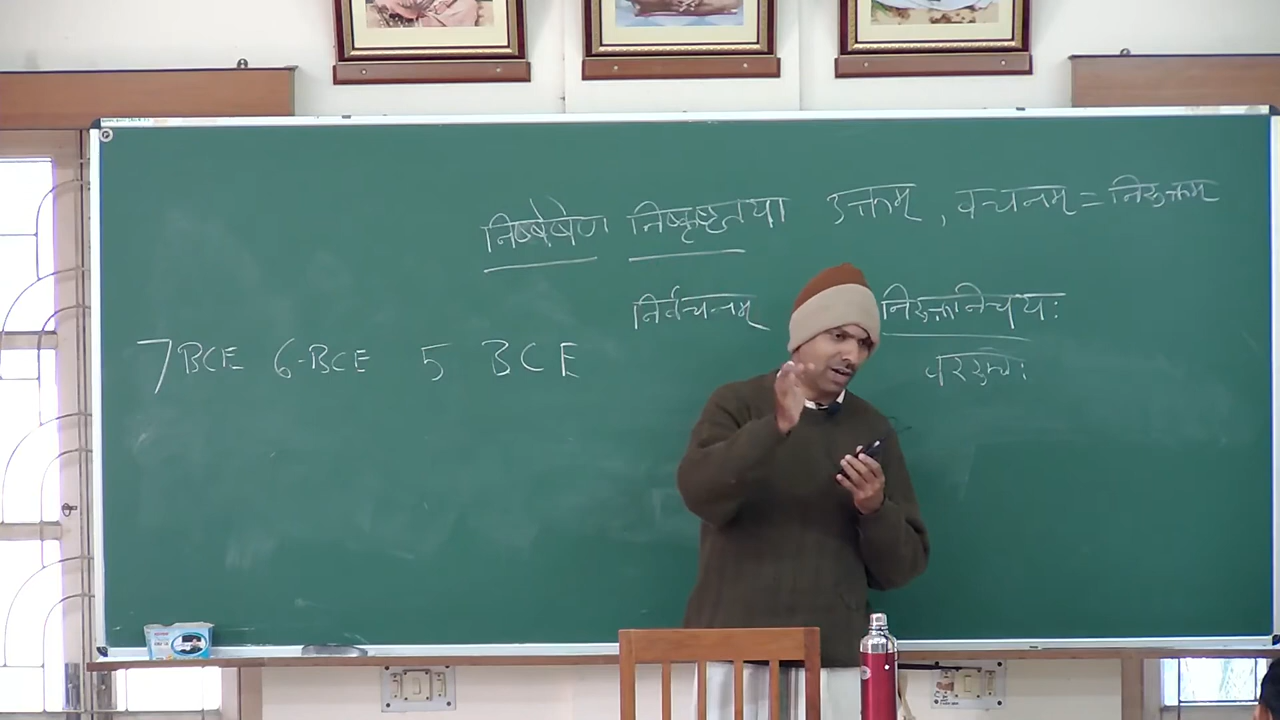 निष्षेषेण निष्कृष्टतया उक्तम् , वचनम् = निरुक्तम्
निर्वचनम् निरुक्तनिचयः
वररुचिः
7 BCE 6-BCE 5 BCE